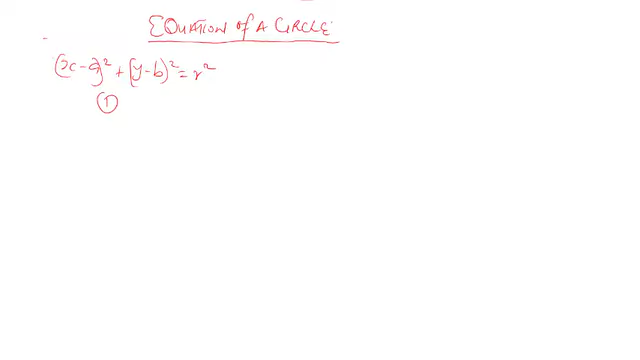 EQUATION of A CIRCLE
(x-a)² + (y-b)² = r²
①